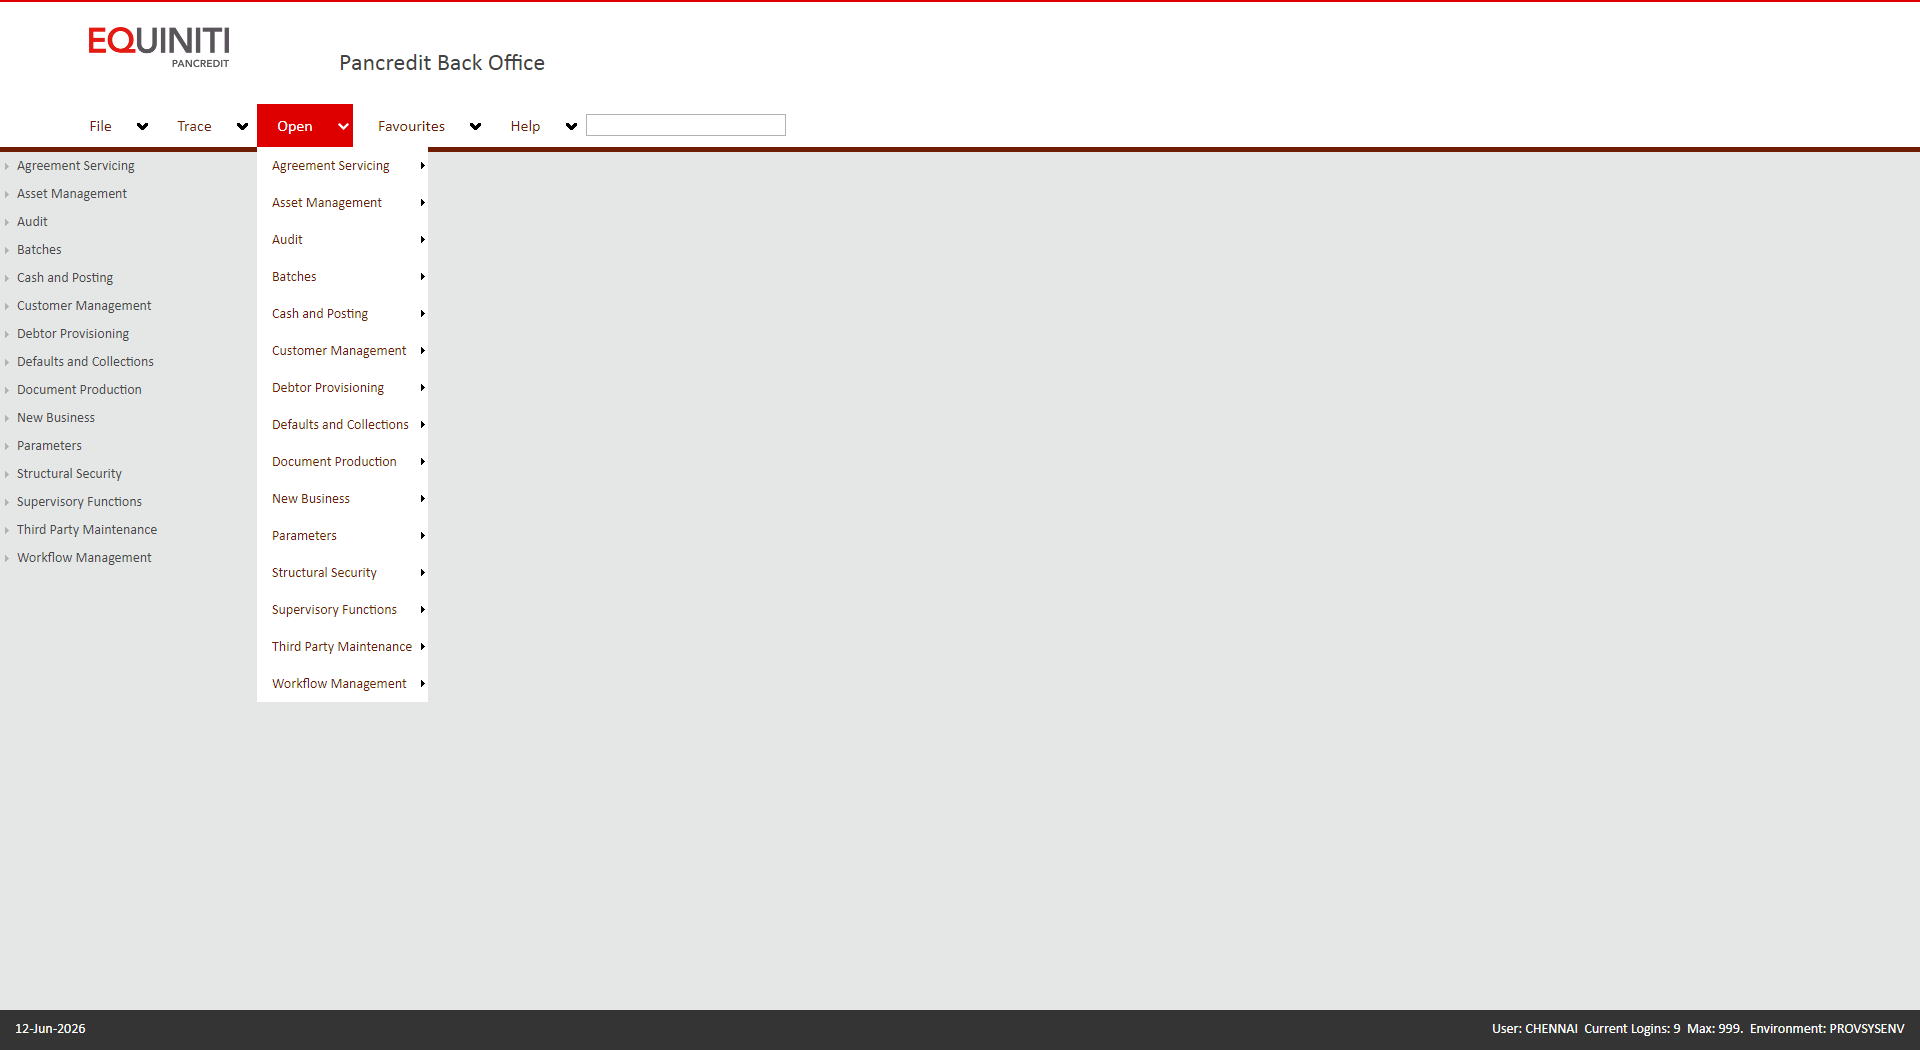 EQUINITI
PANCREDIT
Pancredit Back Office
File Trace Open Favourites Help
Agreement Servicing
Asset Management
Audit
Batches
Cash and Posting
Customer Management
Debtor Provisioning
Defaults and Collections
Document Production
New Business
Parameters
Structural Security
Supervisory Functions
Third Party Maintenance
Workflow Management
Agreement Servicing
Asset Management
Audit
Batches
Cash and Posting
Customer Management
Debtor Provisioning
Defaults and Collections
Document Production
New Business
Parameters
Structural Security
Supervisory Functions
Third Party Maintenance
Workflow Management
12-Jun-2026
User: CHENNAI Current Logins: 9 Max: 999. Environment: PROVSYSENV